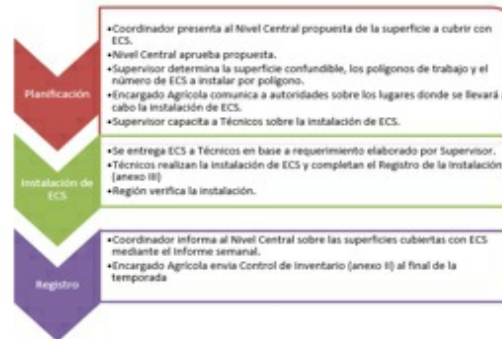 Planificación
•Coordinador presenta al Nivel Central propuesta de la superficie a cubrir con
ECS.
•Nivel Central aprueba propuesta.
•Supervisor determina la superficie confundible, los polígonos de trabajo y el
número de ECS a instalar por polígono.
•Encargado Agrícola comunica a autoridades sobre los lugares donde se llevará a
cabo la instalación de ECS.
•Supervisor capacita a Técnicos sobre la instalación de ECS.
Instalación de
ECS
•Se entrega ECS a Técnicos en base a requerimiento elaborado por Supervisor.
•Técnicos realizan la instalación de ECS y completan el Registro de la Instalación
(anexo III)
•Región verifica la instalación.
Registro
•Coordinador informa al Nivel Central sobre las superficies cubiertas con ECS
mediante el Informe semanal.
•Encargado Agrícola envia Control de Inventario (anexo II) al final de la
temporada